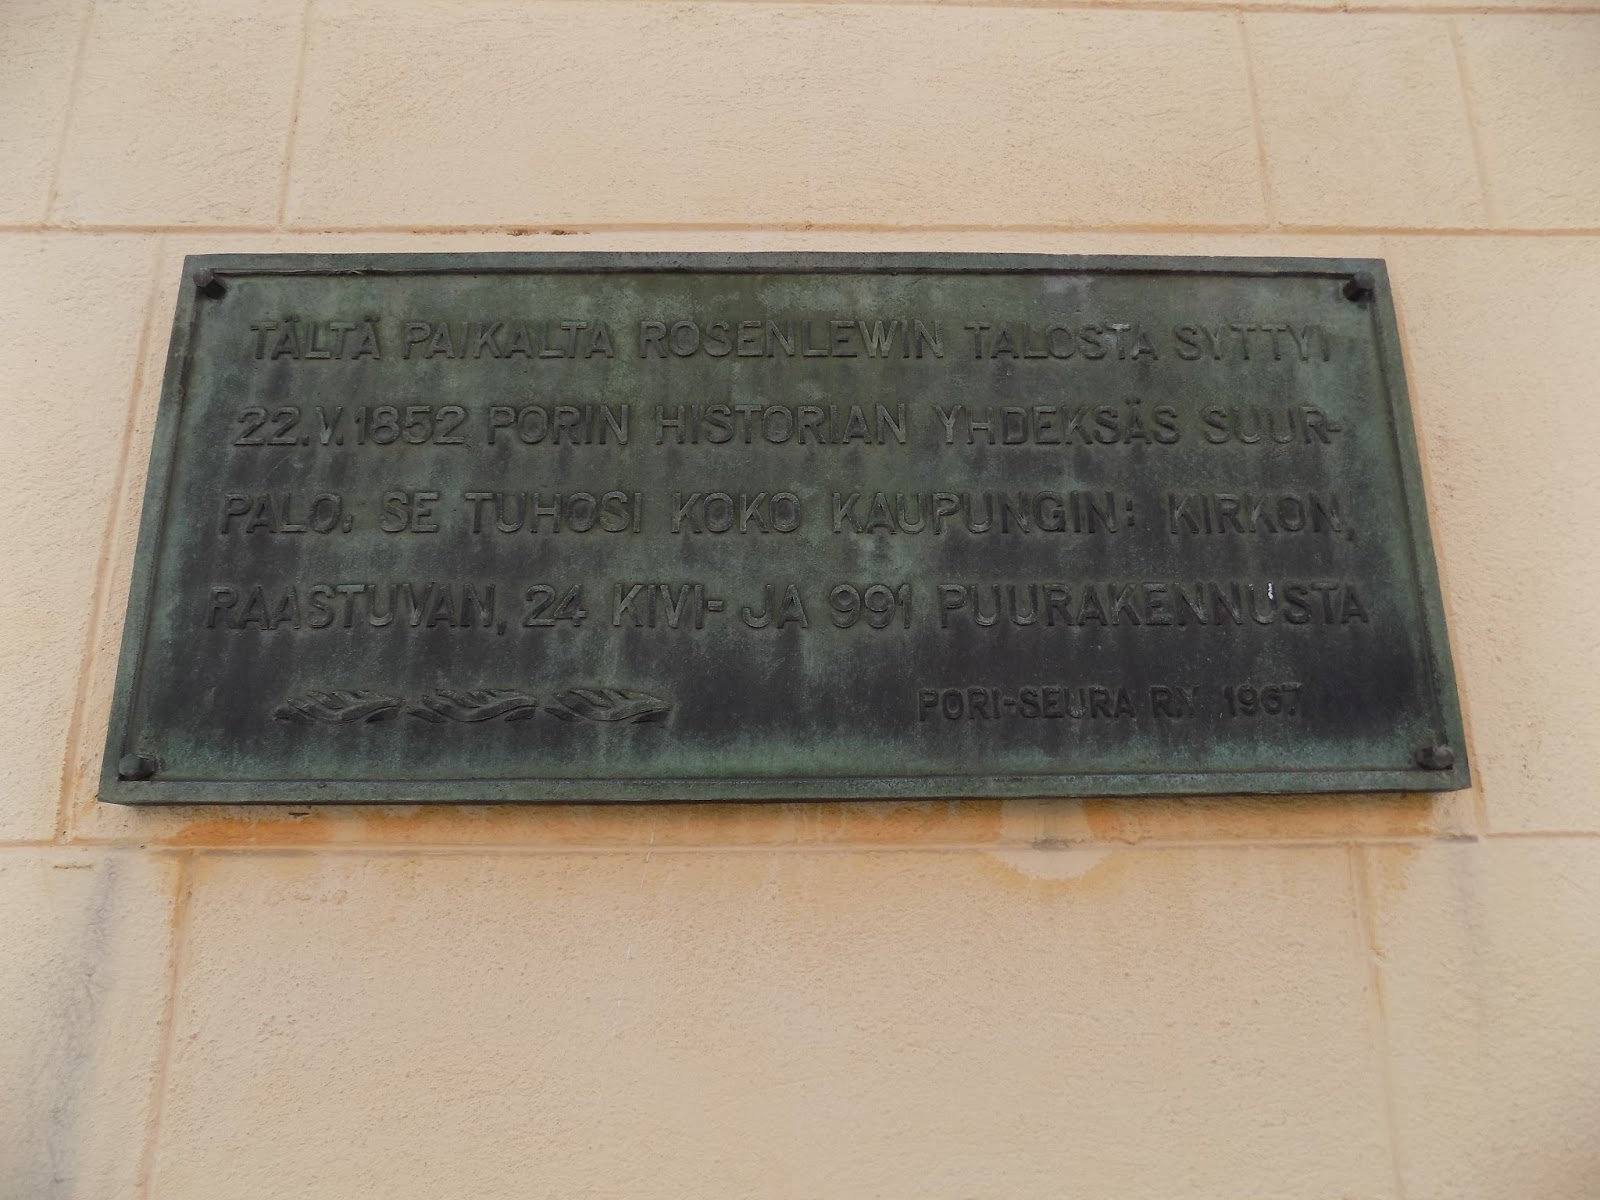 TÄLTÄ PAIKALTA ROSENLEWIN TALOSTA SYTTYI
22.V.1852 PORIN HISTORIAN YHDEKSÄS SUUR-
PALO. SE TUHOSI KOKO KAUPUNGIN: KIRKON,
RAASTUVAN, 24 KIVI- JA 991 PUURAKENNUSTA
PORI-SEURA R.Y. 1967